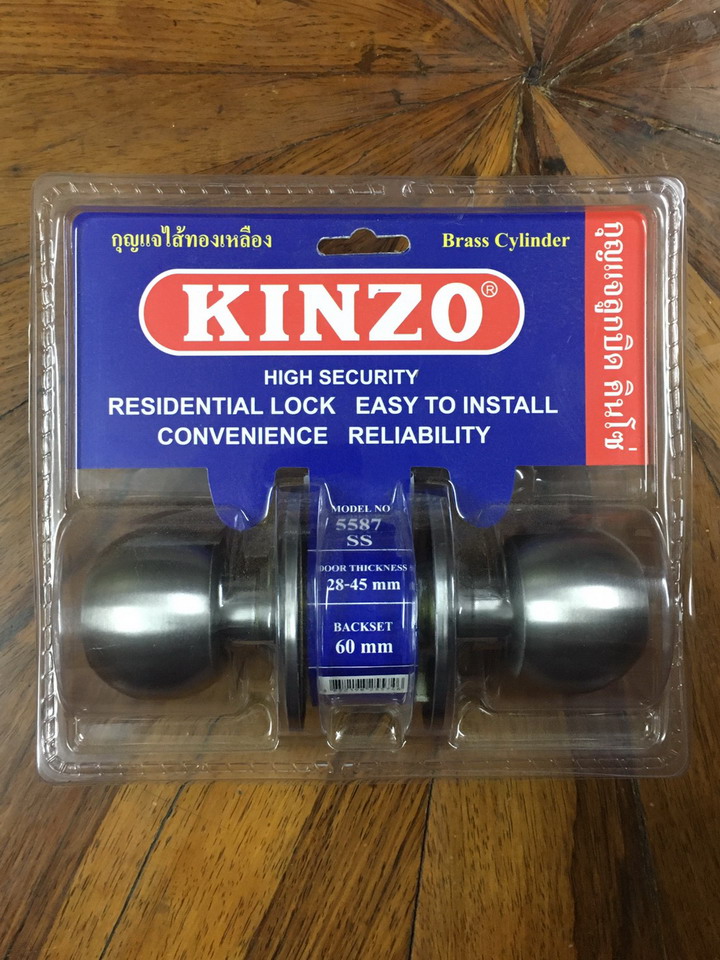 กุญแจไส้ทองเหลือง
Brass Cylinder
KINZO®
HIGH SECURITY
RESIDENTIAL LOCK EASY TO INSTALL
CONVENIENCE RELIABILITY
กุญแจลูกบิด คินโซ่
MODEL NO
5587
SS
DOOR THICKNESS
28-45 mm
BACKSET
60 mm